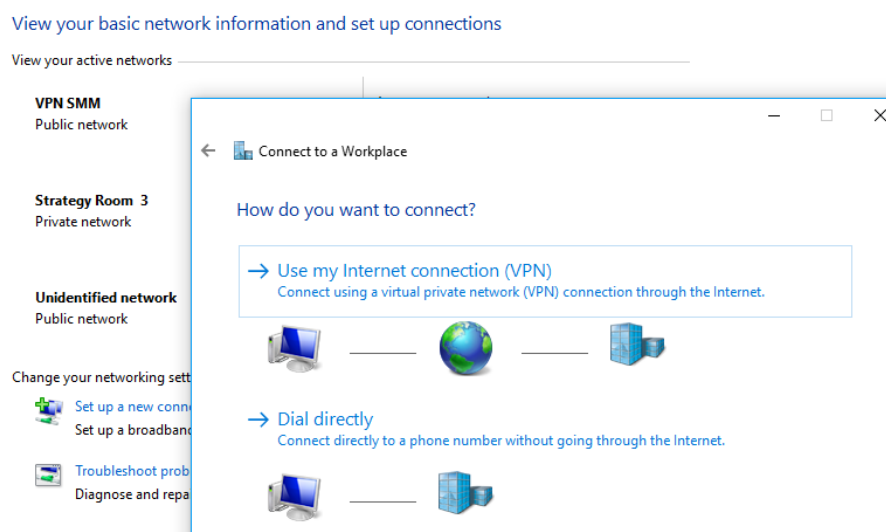 View your basic network information and set up connections
View your active networks
VPN SMM
Public network
Strategy Room 3
Private network
Unidentified network
Public network
Change your networking sett
Set up a new conn
Set up a broadband
Troubleshoot prob
Diagnose and repa
Connect to a Workplace
How do you want to connect?
Use my Internet connection (VPN)
Connect using a virtual private network (VPN) connection through the Internet.
Dial directly
Connect directly to a phone number without going through the Internet.